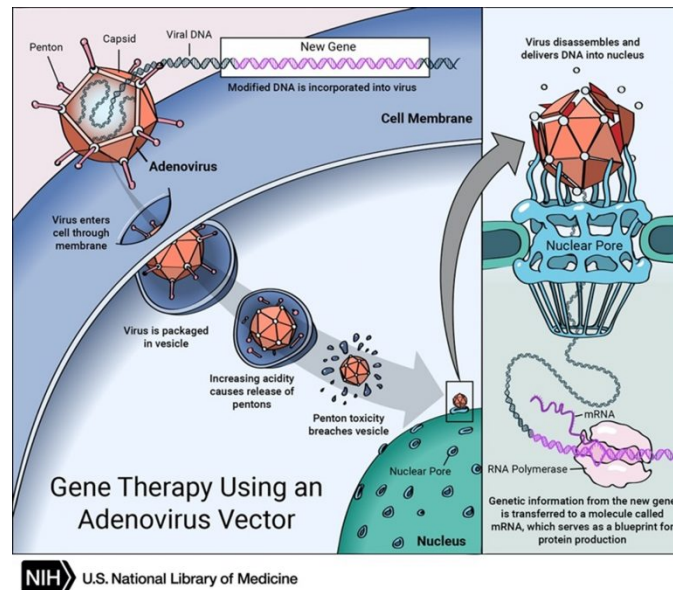 Penton
Capsid
Viral DNA
New Gene
Modified DNA is incorporated into virus
Cell Membrane
Adenovirus
Virus enters
cell through
membrane
Virus is packaged
in vesicle
Increasing acidity
causes release of
pentons
Penton toxicity
breaches vesicle
Nuclear Pore
Nucleus
Gene Therapy Using an
Adenovirus Vector
Virus disassembles and
delivers DNA into nucleus
Nuclear Pore
mRNA
RNA Polymerase
Genetic information from the new gene
is transferred to a molecule called
mRNA, which serves as a blueprint for
protein production
NIH U.S. National Library of Medicine